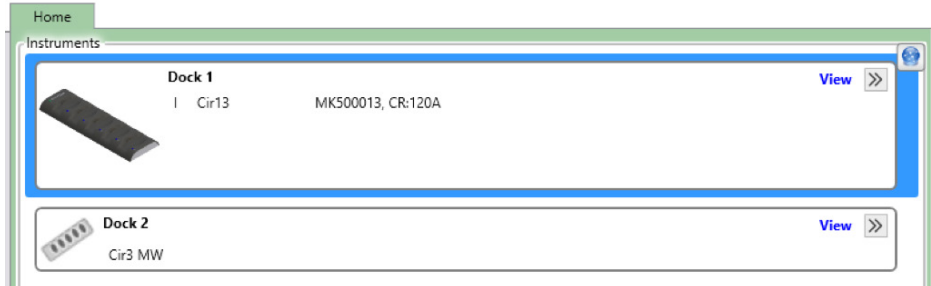 Home
Instruments
Dock 1 View
I Cir13 MK500013, CR:120A
Dock 2 View
Cir3 MW